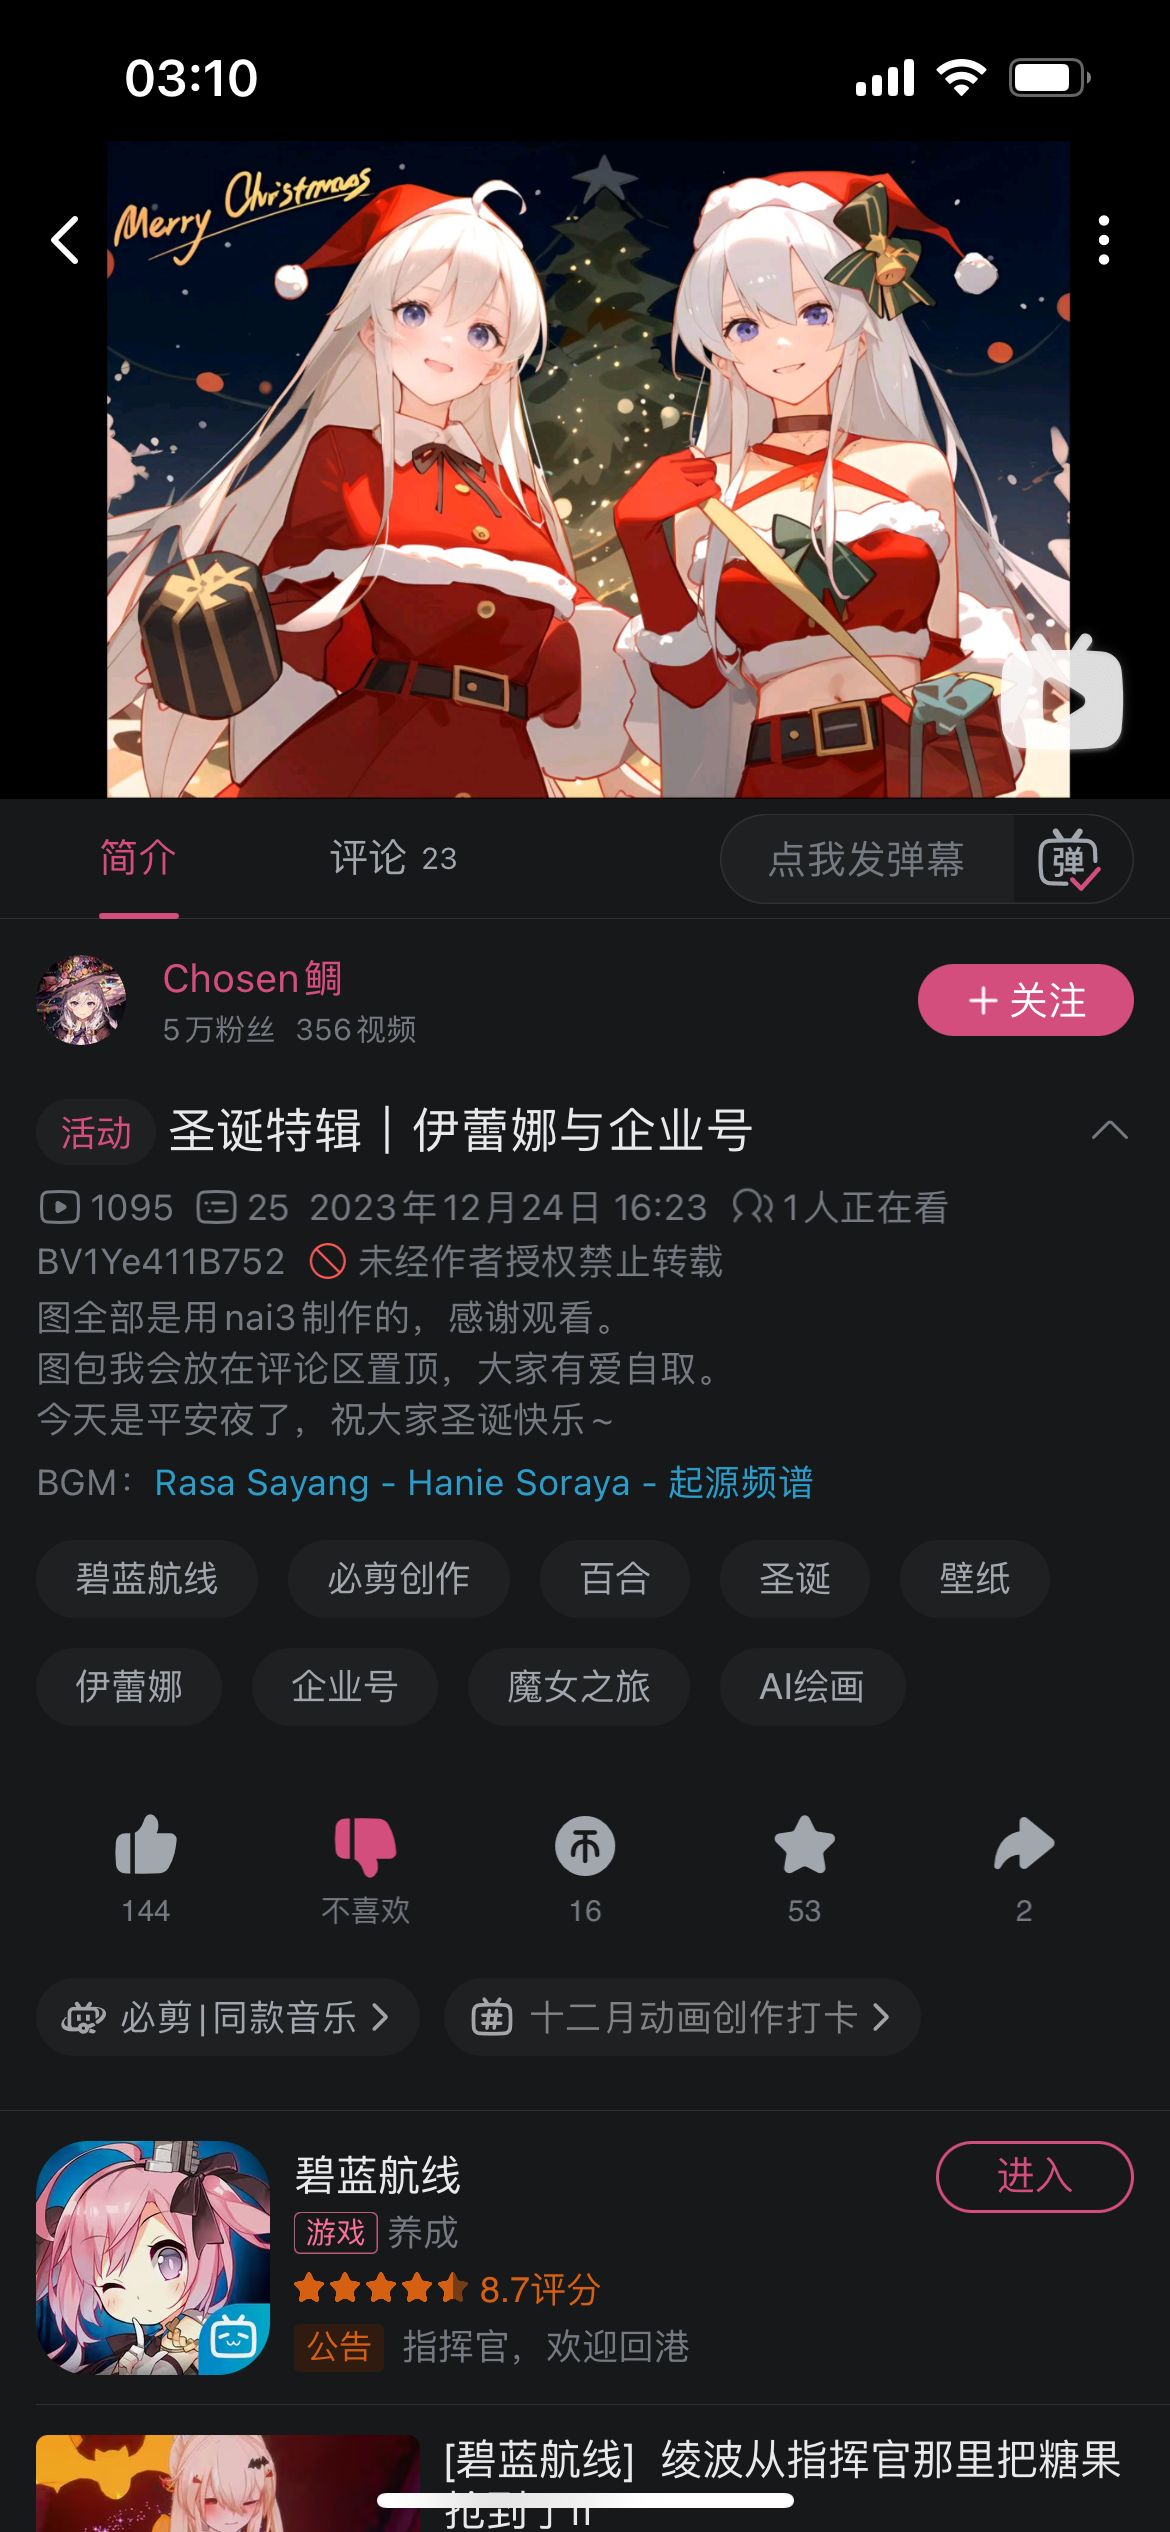 03:10
Merry Christmas
简介
评论 23
点我发弹幕
弹
Chosen鲷
5万粉丝 356视频
+ 关注
活动 圣诞特辑｜伊蕾娜与企业号
1095 25 2023年12月24日 16:23 1人正在看
BV1Ye411B752 未经作者授权禁止转载
图全部是用nai3制作的，感谢观看。
图包我会放在评论区置顶，大家有爱自取。
今天是平安夜了，祝大家圣诞快乐~
BGM：Rasa Sayang - Hanie Soraya - 起源频谱
碧蓝航线 必剪创作 百合 圣诞 壁纸
伊蕾娜 企业号 魔女之旅 AI绘画
144 不喜欢 16 53 2
必剪|同款音乐 # 十二月动画创作打卡
碧蓝航线
进入
游戏 养成
8.7评分
公告 指挥官，欢迎回港
[碧蓝航线] 绫波从指挥官那里把糖果
抢到了!!